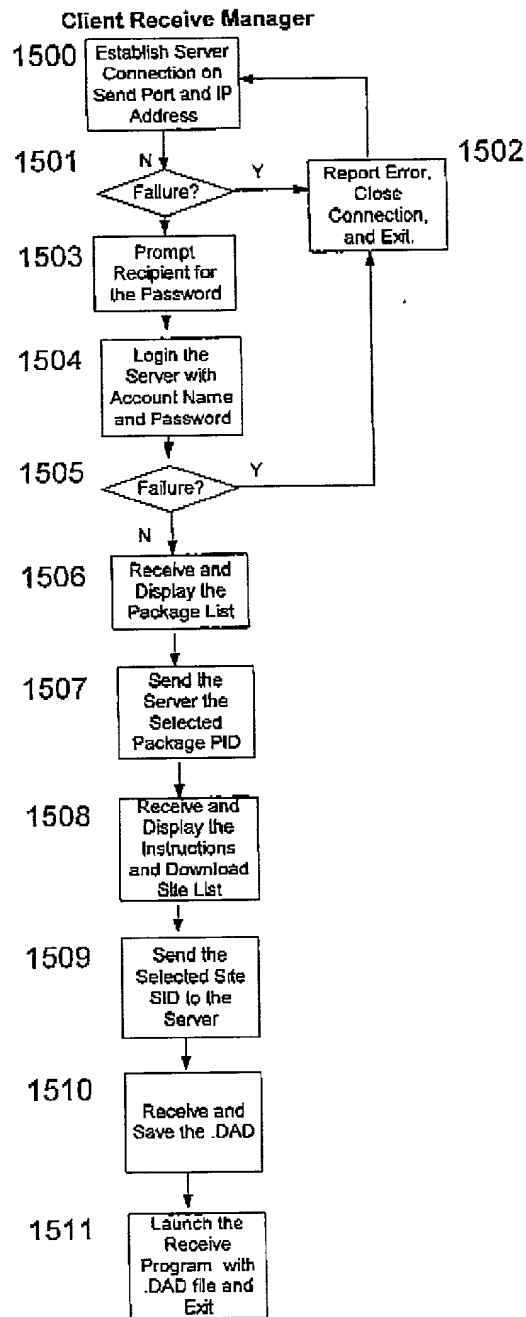 Client Receive Manager
1500
Establish Server
Connection on
Send Port and IP
Address
1501
N
Y
Failure?
1502
Report Error,
Close
Connection,
and Exit.
1503
Prompt
Recipient for
the Password
1504
Login the
Server with
Account Name
and Password
1505
Y
Failure?
N
1506
Receive and
Display the
Package List
1507
Send the
Server the
Selected
Package PID
1508
Receive and
Display the
Instructions
and Download
Site List
1509
Send the
Selected Site
SID to the
Server
1510
Receive and
Save the .DAD
1511
Launch the
Receive
Program with
.DAD file and
Exit